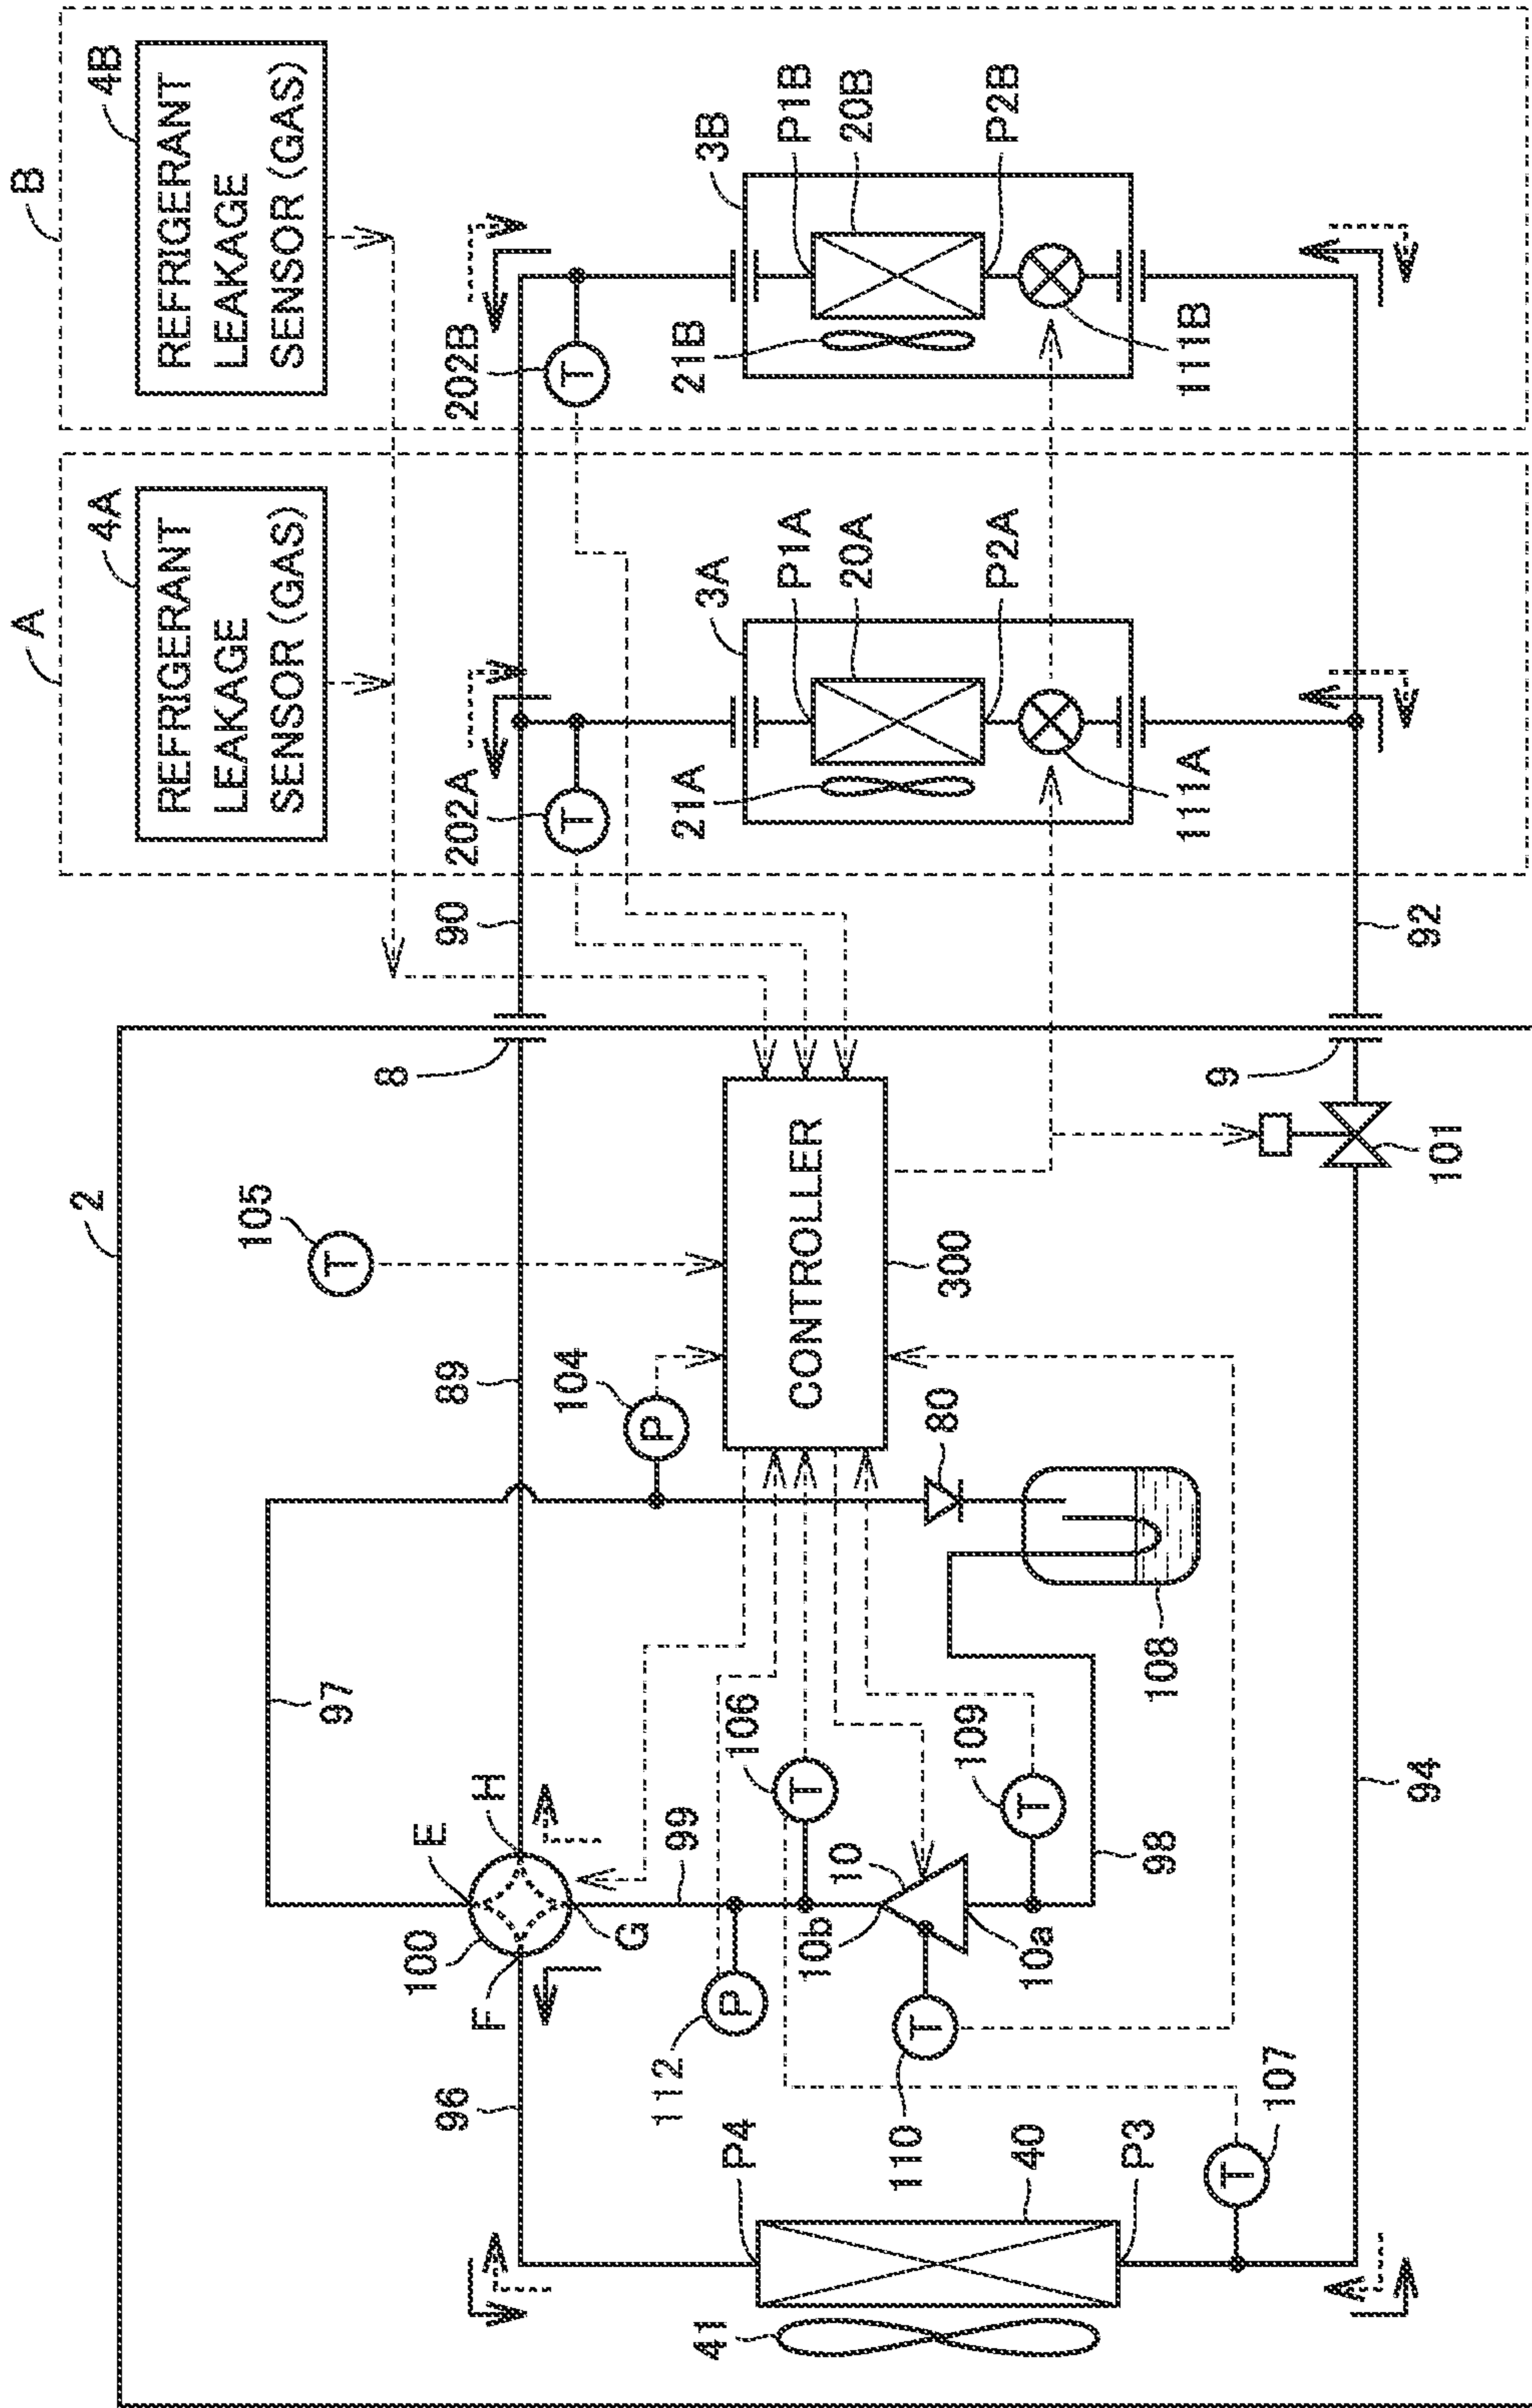 B
4B
REFRIGERANT
LEAKAGE
SENSOR (GAS)
A
4A
REFRIGERANT
LEAKAGE
SENSOR (GAS)
2
105
T
97
E
H
100
F
G
96
8
90
89
104
P
99
112
P
106
T
202A
T
202B
T
3A
P1A
20A
P2A
21A
111A
3B
P1B
20B
P2B
21B
111B
CONTROLLER
300
80
108
10
10b
10a
109
T
98
110
T
P4
40
P3
41
107
T
94
9
101
92